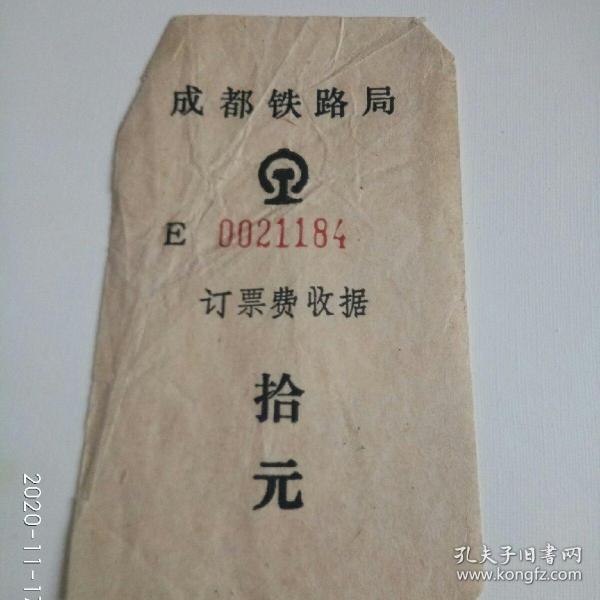 成都铁路局
E 0021184
订票费收据
拾
元
2020-11-1
孔夫子旧书网
www.kongfz.com